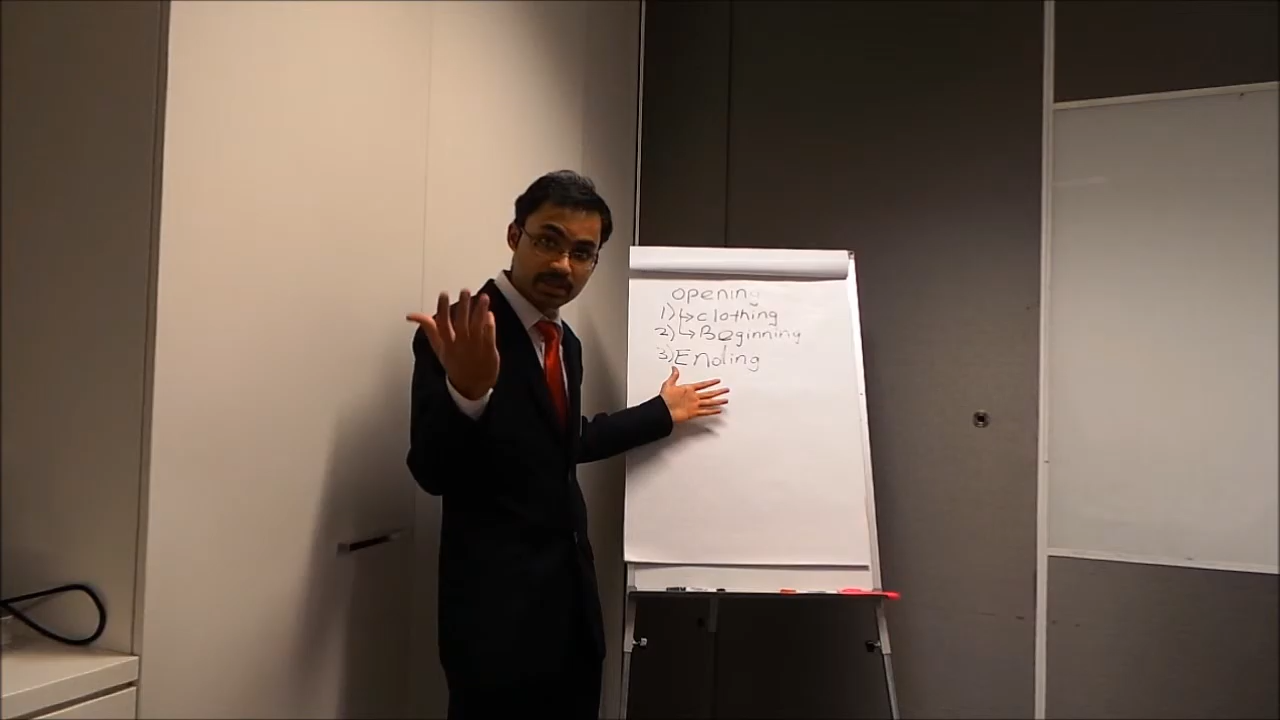 opening
1) ↳ clothing
2) ↳ Beginning
3) Ending